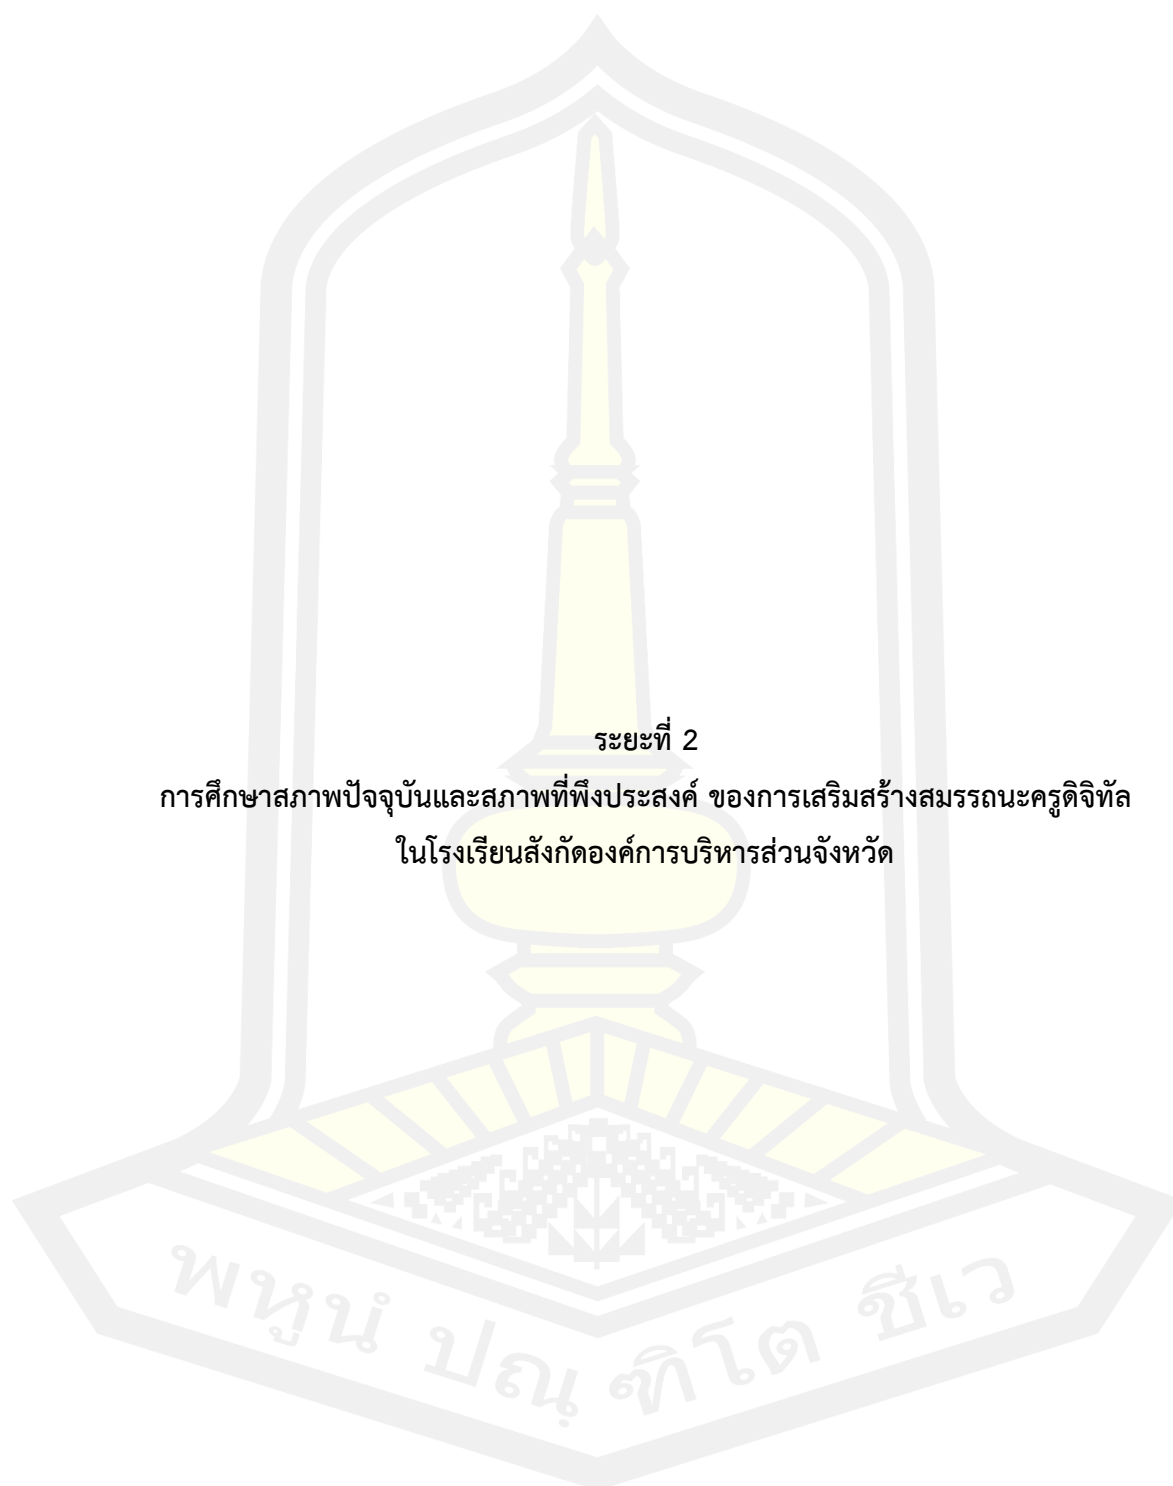 ระยะที่ 2
การศึกษาสภาพปัจจุบันและสภาพที่พึงประสงค์ ของการเสริมสร้างสมรรถนะครูดิจิทัล
ในโรงเรียนสังกัดองค์การบริหารส่วนจังหวัด
พหูนํ ปณฺฑิโต ชีเว